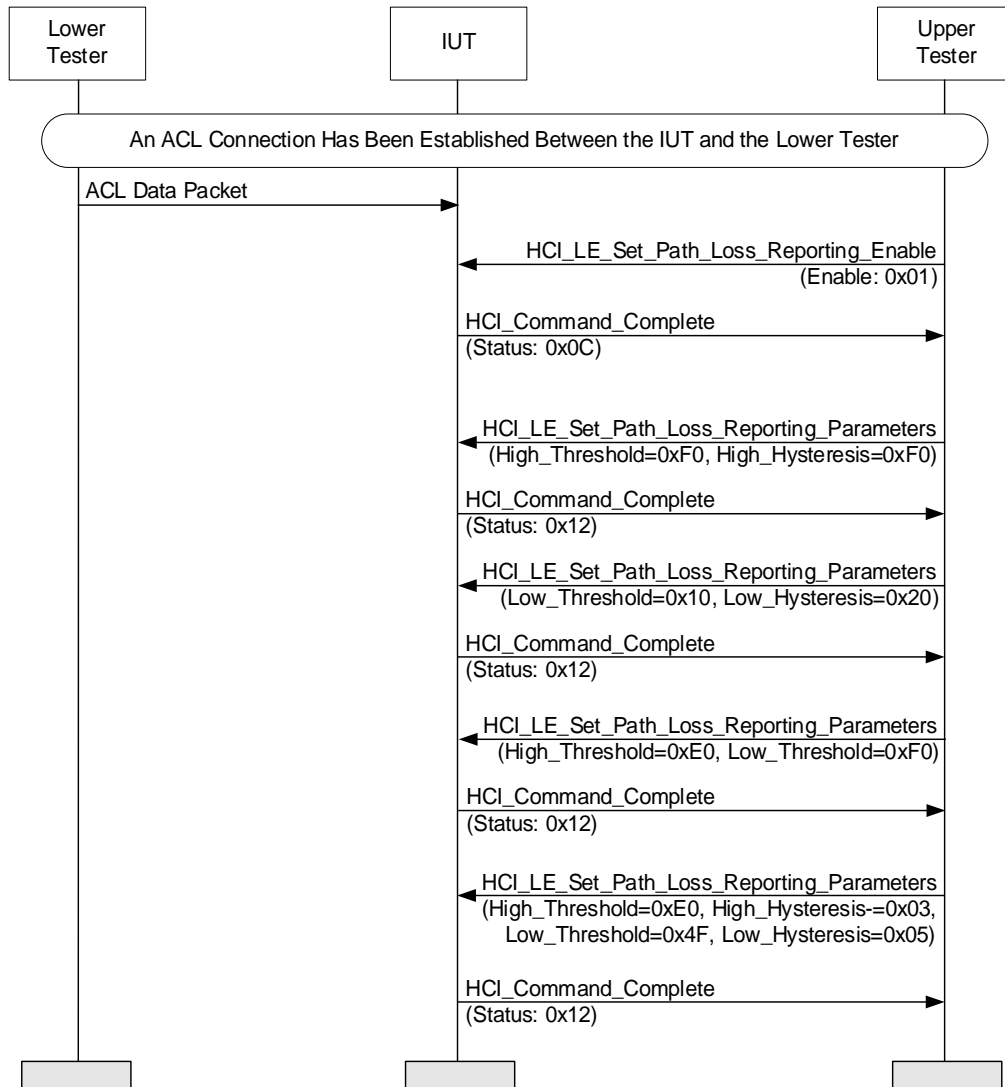 Lower
Tester
IUT
Upper
Tester
An ACL Connection Has Been Established Between the IUT and the Lower Tester
ACL Data Packet
HCI_LE_Set_Path_Loss_Reporting_Enable
(Enable: 0x01)
HCI_Command_Complete
(Status: 0x0C)
HCI_LE_Set_Path_Loss_Reporting_Parameters
(High_Threshold=0xF0, High_Hysteresis=0xF0)
HCI_Command_Complete
(Status: 0x12)
HCI_LE_Set_Path_Loss_Reporting_Parameters
(Low_Threshold=0x10, Low_Hysteresis=0x20)
HCI_Command_Complete
(Status: 0x12)
HCI_LE_Set_Path_Loss_Reporting_Parameters
(High_Threshold=0xE0, Low_Threshold=0xF0)
HCI_Command_Complete
(Status: 0x12)
HCI_LE_Set_Path_Loss_Reporting_Parameters
(High_Threshold=0xE0, High_Hysteresis-=0x03,
Low_Threshold=0x4F, Low_Hysteresis=0x05)
HCI_Command_Complete
(Status: 0x12)